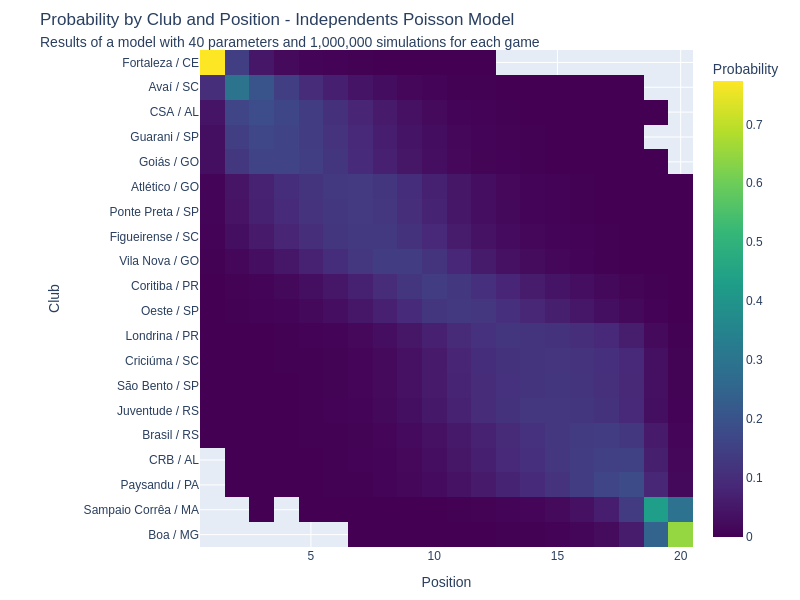 Probability by Club and Position - Independents Poisson Model
Results of a model with 40 parameters and 1,000,000 simulations for each game
Probability
Club
Fortaleza / CE
Avaí / SC
CSA / AL
Guarani / SP
Goiás / GO
Atlético / GO
Ponte Preta / SP
Figueirense / SC
Vila Nova / GO
Coritiba / PR
Oeste / SP
Londrina / PR
Criciúma / SC
São Bento / SP
Juventude / RS
Brasil / RS
CRB / AL
Paysandu / PA
Sampaio Corrêa / MA
Boa / MG
5 10 15 20
Position
0.7
0.6
0.5
0.4
0.3
0.2
0.1
0